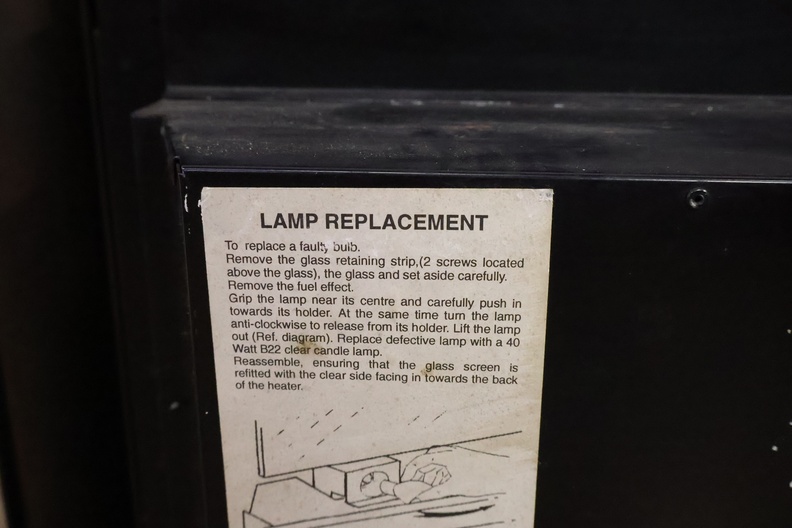 LAMP REPLACEMENT
To replace a faulty bulb.
Remove the glass retaining strip,(2 screws located
above the glass), the glass and set aside carefully.
Remove the fuel effect.
Grip the lamp near its centre and carefully push in
towards its holder. At the same time turn the lamp
anti-clockwise to release from its holder. Lift the lamp
out (Ref. diagram). Replace defective lamp with a 40
Watt B22 clear candle lamp.
Reassemble, ensuring that the glass screen is
refitted with the clear side facing in towards the back
of the heater.